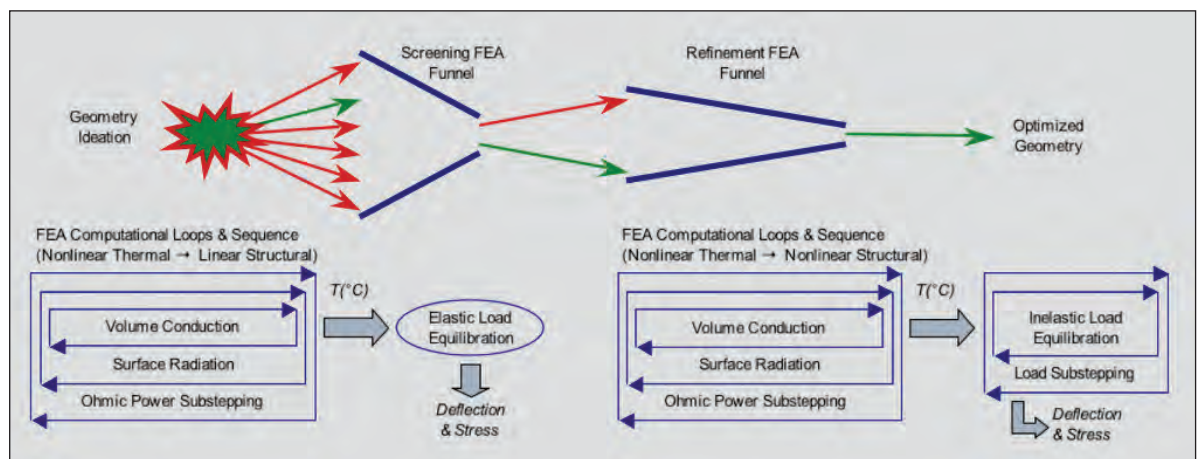 Screening FEA
Funnel
Refinement FEA
Funnel
Geometry
Ideation
Optimized
Geometry
FEA Computational Loops & Sequence
(Nonlinear Thermal → Linear Structural)
T(°C)
Volume Conduction
Surface Radiation
Ohmic Power Substepping
Elastic Load
Equilibration
Deflection
& Stress
FEA Computational Loops & Sequence
(Nonlinear Thermal → Nonlinear Structural)
T(°C)
Volume Conduction
Surface Radiation
Ohmic Power Substepping
Inelastic Load
Equilibration
Load Substepping
Deflection
& Stress